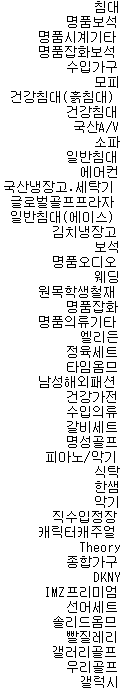 침대
명품보석
명품시계기타
명품잡화보석
수입가구
모피
건강침대(흙침대)
건강침대
국산A/V
소파
일반침대
에어컨
국산냉장고.세탁기
글로벌골프프라자
일반침대(에이스)
김치냉장고
보석
명품오디오
웨딩
원목학생철재
명품잡화
명품의류기타
엘리든
정육세트
타임옴므
남성해외패션
건강가전
수입의류
갈비세트
명성골프
피아노/악기
식탁
한샘
악기
직수입정장
캐릭터캐주얼
Theory
종합가구
DKNY
IMZ프리미엄
선어세트
솔리드옴므
빨질레리
갤러리골프
우리골프
갤럭시